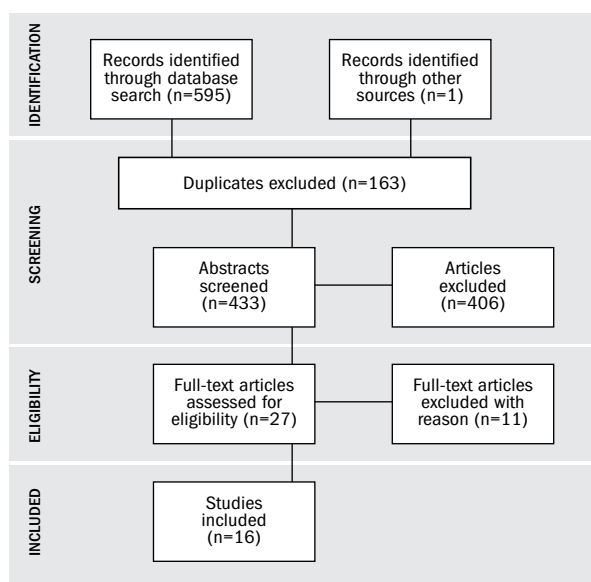 IDENTIFICATION
Records identified
through database
search (n=595)
Records identified
through other
sources (n=1)
SCREENING
Duplicates excluded (n=163)
Abstracts
screened
(n=433)
Articles
excluded
(n=406)
ELIGIBILITY
Full-text articles
assessed for
eligibility (n=27)
Full-text articles
excluded with
reason (n=11)
INCLUDED
Studies
included
(n=16)